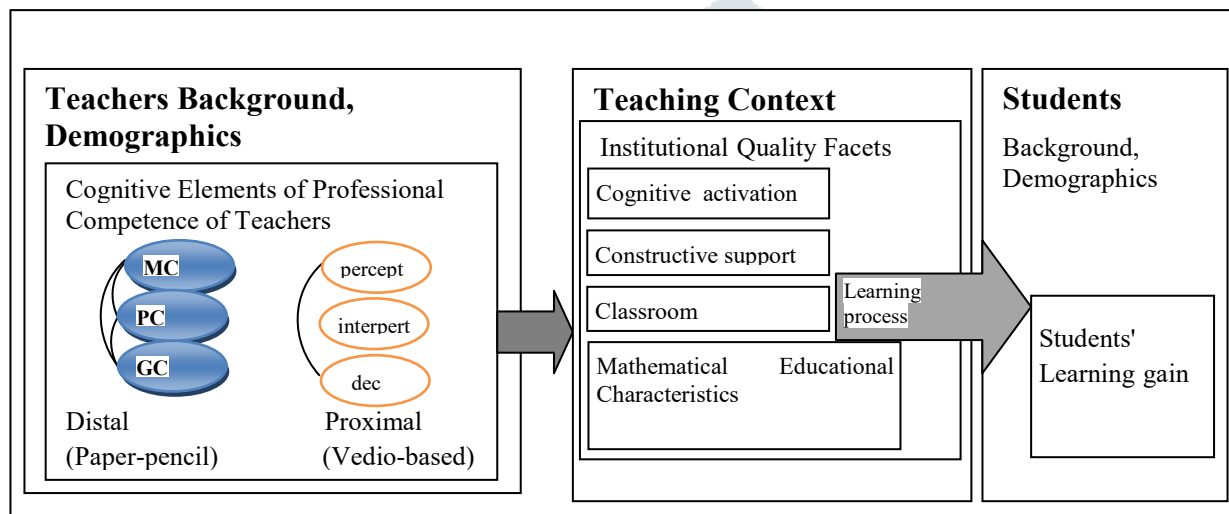 Teachers Background,
Demographics
Cognitive Elements of Professional
Competence of Teachers
MC
PC
GC
percept
interpert
dec
Distal
(Paper-pencil)
Proximal
(Vedio-based)
Teaching Context
Institutional Quality Facets
Cognitive activation
Constructive support
Classroom
Mathematical Educational
Characteristics
Learning
process
Students
Background,
Demographics
Students'
Learning gain